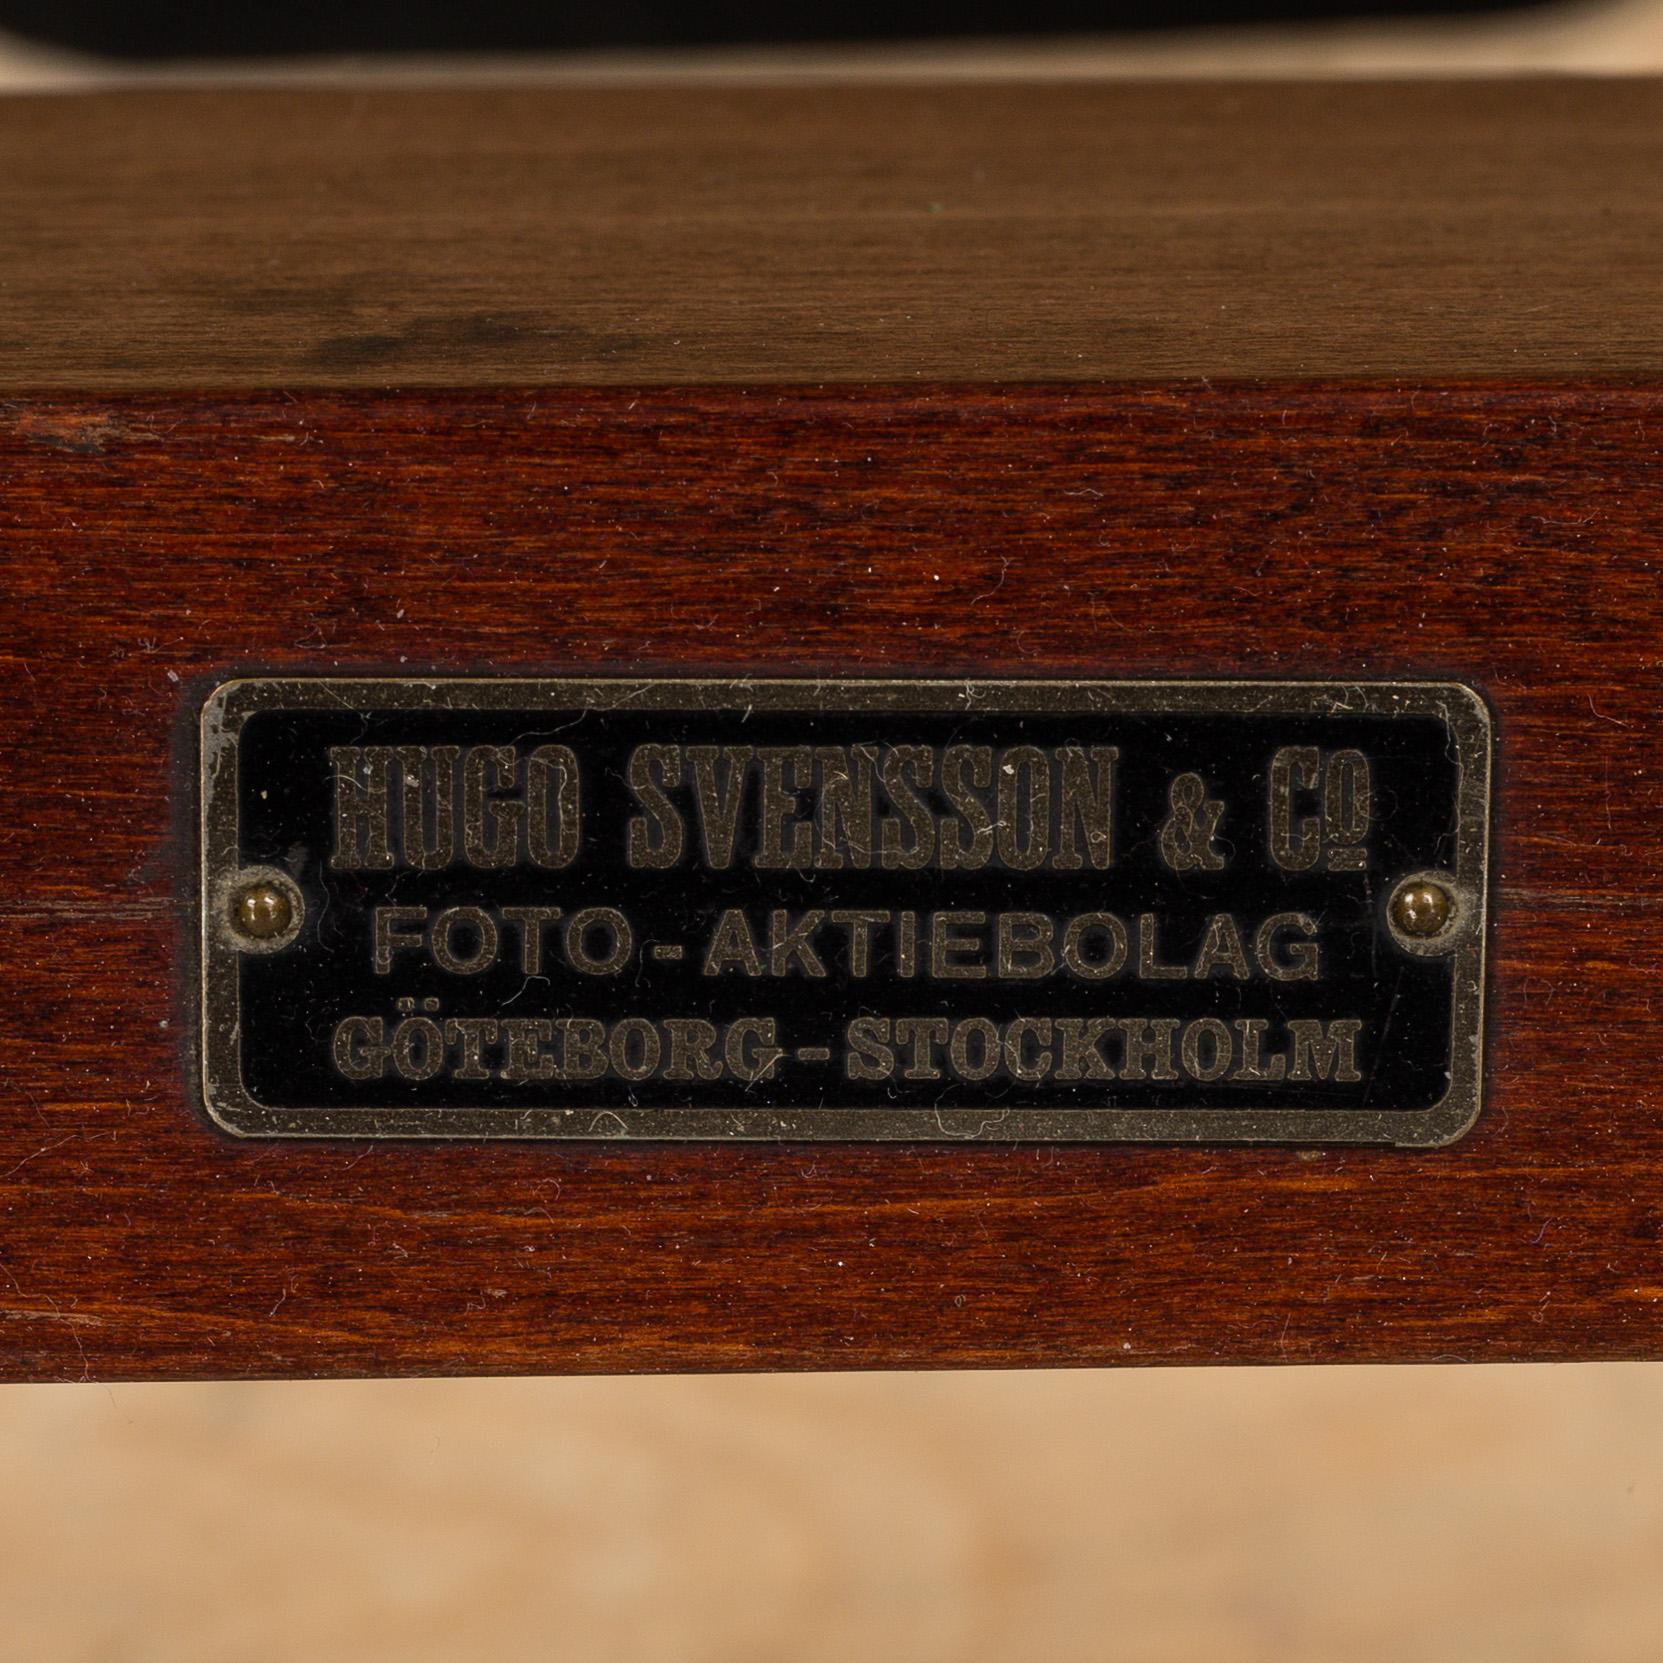 HUGO SVENSSON & Cº
FOTO-AKTIEBOLAG
GÖTEBORG-STOCKHOLM